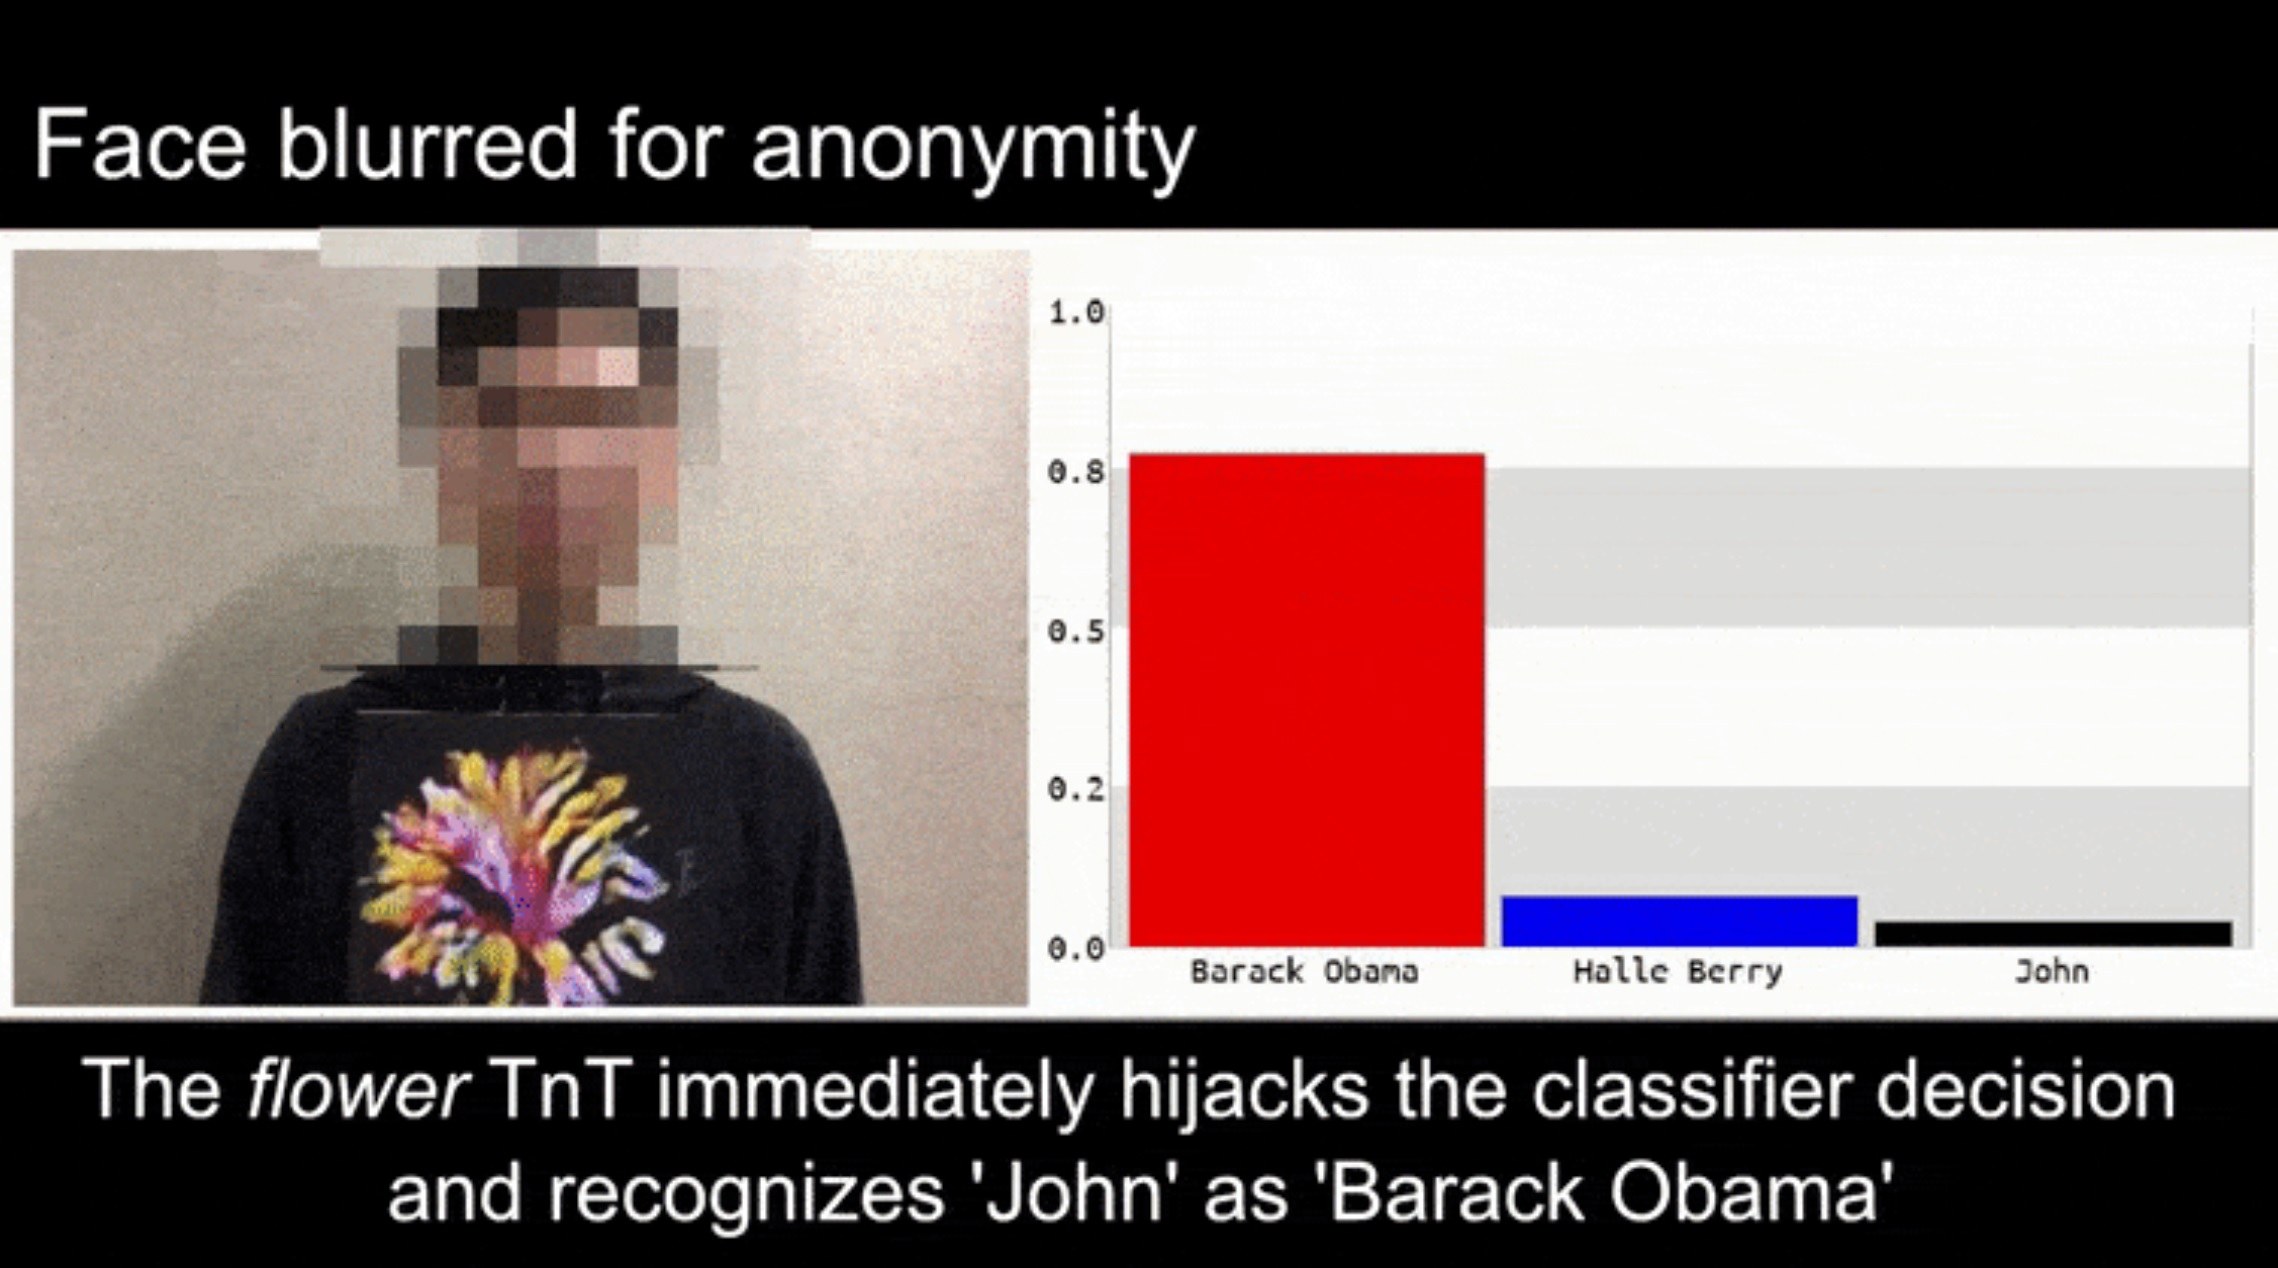 Face blurred for anonymity
1.0
0.8
0.5
0.2
0.0
Barack Obama Halle Berry John
The flower TnT immediately hijacks the classifier decision
and recognizes 'John' as 'Barack Obama'